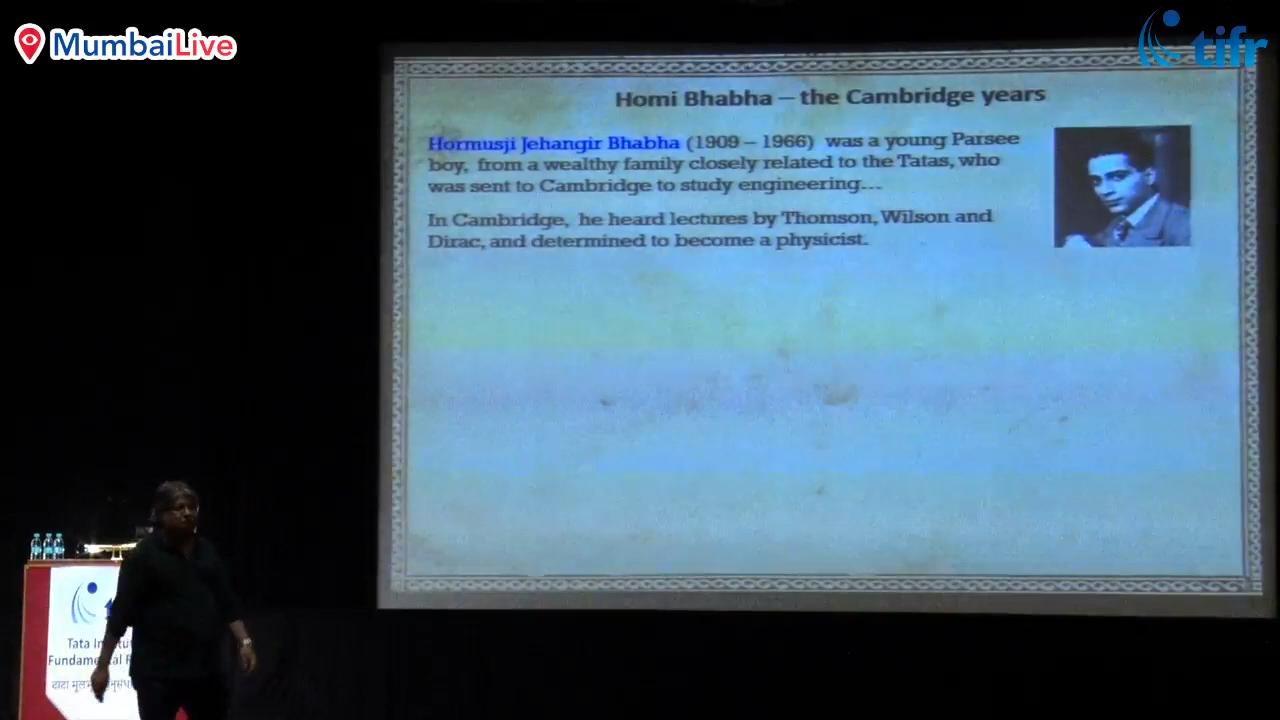 MumbaiLive
tifr
Homi Bhabha – the Cambridge years
Hormusji Jehangir Bhabha (1909 – 1966) was a young Parsee
boy, from a wealthy family closely related to the Tatas, who
was sent to Cambridge to study engineering...
In Cambridge, he heard lectures by Thomson, Wilson and
Dirac, and determined to become a physicist.
Tata
Fundamental
टाटा